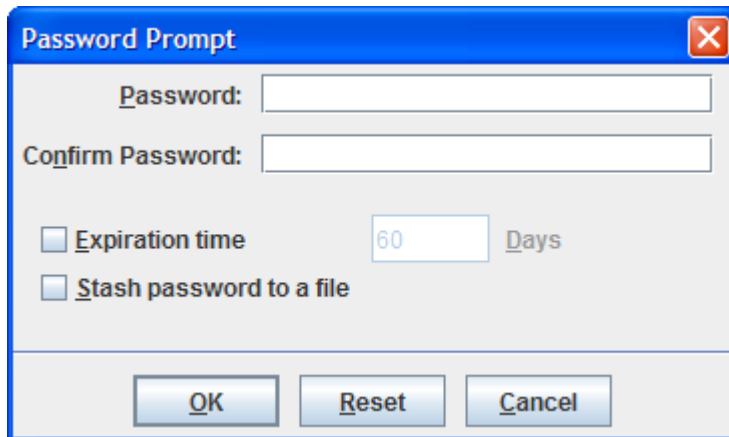 Password Prompt
Password:
Confirm Password:
Expiration time 60 Days
Stash password to a file
OK Reset Cancel